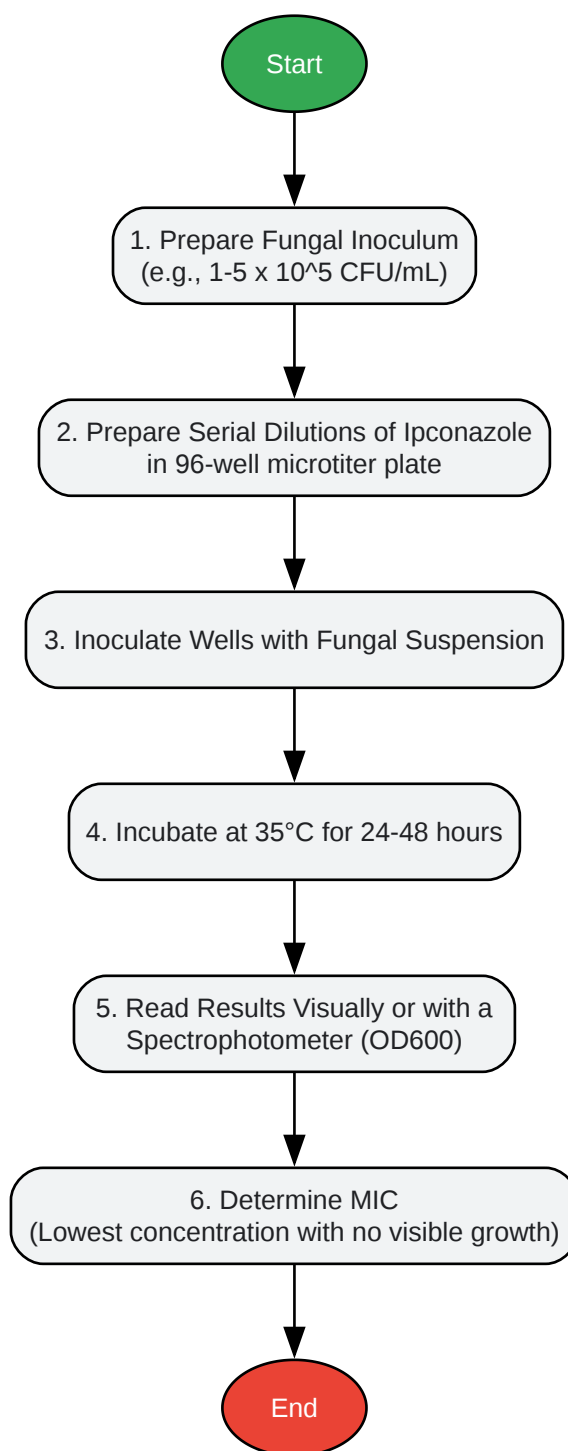 Start
1. Prepare Fungal Inoculum
(e.g., 1-5 x 10^5 CFU/mL)
2. Prepare Serial Dilutions of Ipconazole
in 96-well microtiter plate
3. Inoculate Wells with Fungal Suspension
4. Incubate at 35°C for 24-48 hours
5. Read Results Visually or with a
Spectrophotometer (OD600)
6. Determine MIC
(Lowest concentration with no visible growth)
End